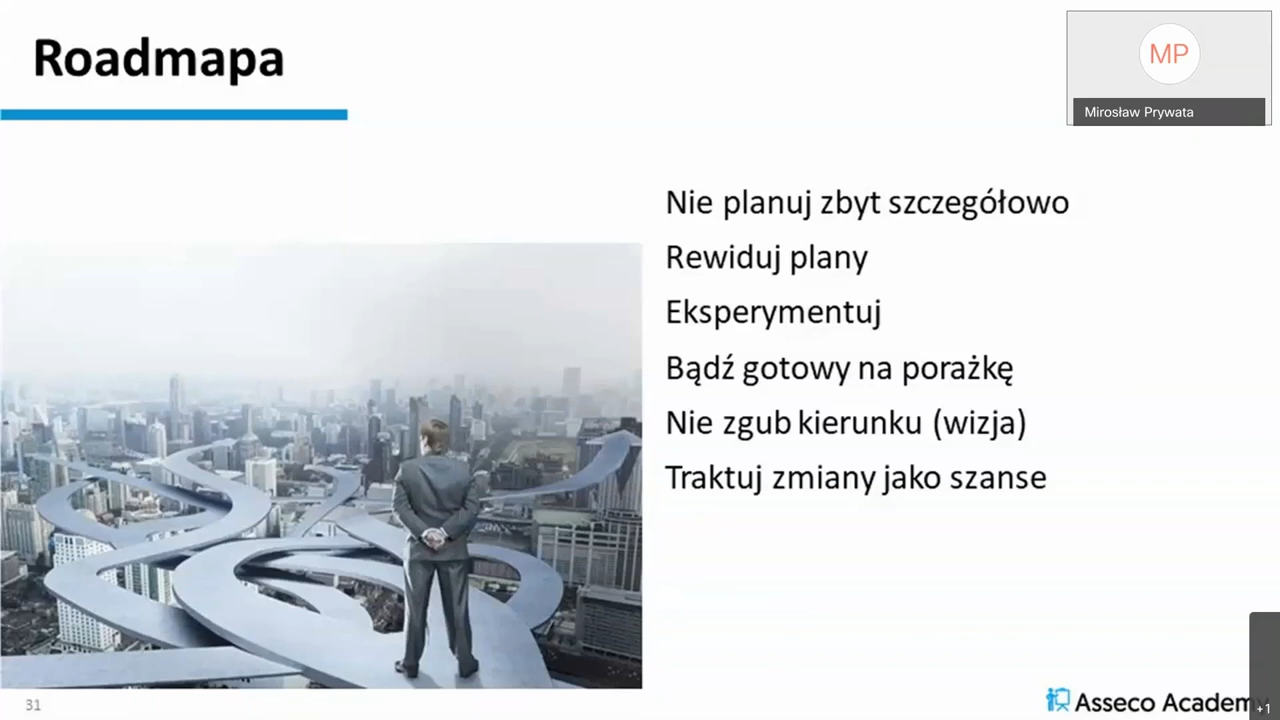 Roadmapa
MP
Mirosław Prywata
Nie planuj zbyt szczegółowo
Rewiduj plany
Eksperymentuj
Bądź gotowy na porażkę
Nie zgub kierunku (wizja)
Traktuj zmiany jako szanse
31
Asseco Academy
+1